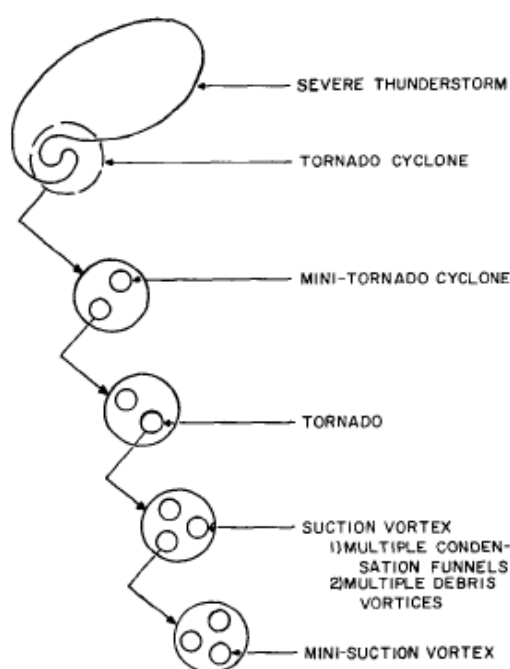 SEVERE THUNDERSTORM
TORNADO CYCLONE
MINI-TORNADO CYCLONE
TORNADO
SUCTION VORTEX
1)MULTIPLE CONDEN-
SATION FUNNELS
2)MULTIPLE DEBRIS
VORTICES
MINI-SUCTION VORTEX